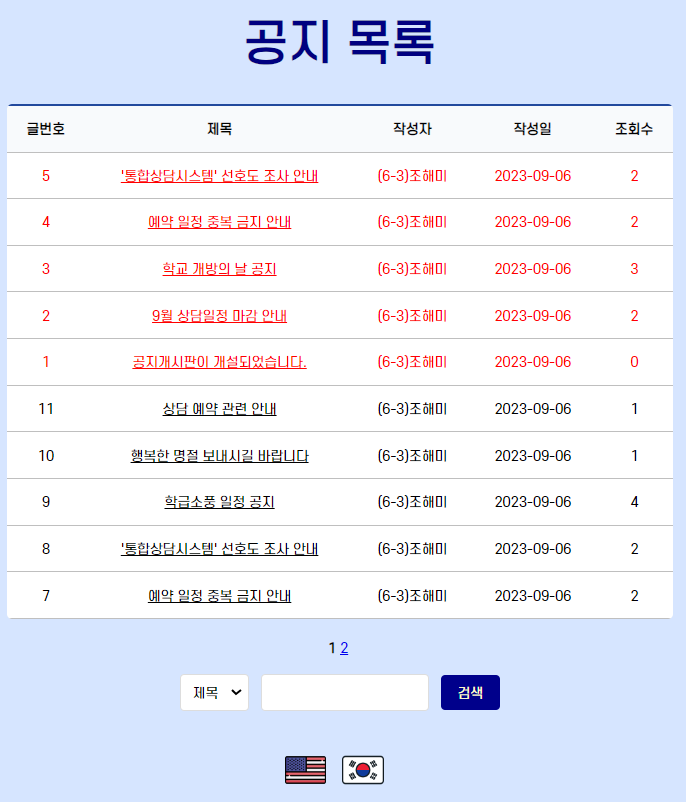 공지 목록
글번호 제목 작성자 작성일 조회수
5 '통합상담시스템' 선호도 조사 안내 (6-3)조해미 2023-09-06 2
4 예약 일정 중복 금지 안내 (6-3)조해미 2023-09-06 2
3 학교 개방의 날 공지 (6-3)조해미 2023-09-06 3
2 9월 상담일정 마감 안내 (6-3)조해미 2023-09-06 2
1 공지게시판이 개설되었습니다. (6-3)조해미 2023-09-06 0
11 상담 예약 관련 안내 (6-3)조해미 2023-09-06 1
10 행복한 명절 보내시길 바랍니다 (6-3)조해미 2023-09-06 1
9 학급소풍 일정 공지 (6-3)조해미 2023-09-06 4
8 '통합상담시스템' 선호도 조사 안내 (6-3)조해미 2023-09-06 2
7 예약 일정 중복 금지 안내 (6-3)조해미 2023-09-06 2
1 2
제목 검색